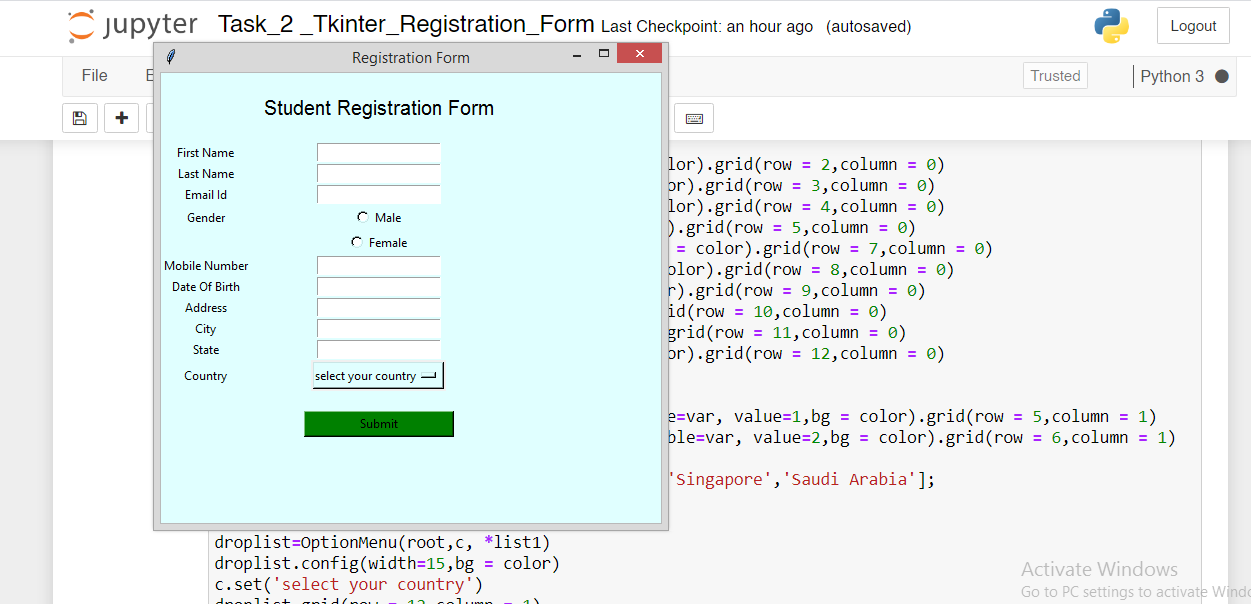 jupyter Task_2 _Tkinter_Registration_Form Last Checkpoint: an hour ago (autosaved)
Logout
Registration Form
File
Trusted
Python 3
Student Registration Form
First Name
Last Name
Email Id
Gender
Male
Female
Mobile Number
Date Of Birth
Address
City
State
Country
select your country
Submit
lor).grid(row = 2,column = 0)
or).grid(row = 3,column = 0)
lor).grid(row = 4,column = 0)
).grid(row = 5,column = 0)
= color).grid(row = 7,column = 0)
olor).grid(row = 8,column = 0)
r).grid(row = 9,column = 0)
id(row = 10,column = 0)
grid(row = 11,column = 0)
or).grid(row = 12,column = 0)
e=var, value=1,bg = color).grid(row = 5,column = 1)
ble=var, value=2,bg = color).grid(row = 6,column = 1)
'Singapore','Saudi Arabia'];
droplist=OptionMenu(root,c, *list1)
droplist.config(width=15,bg = color)
c.set('select your country')
droplist.grid(row = 12,column = 1)
Activate Windows
Go to PC settings to activate Windo